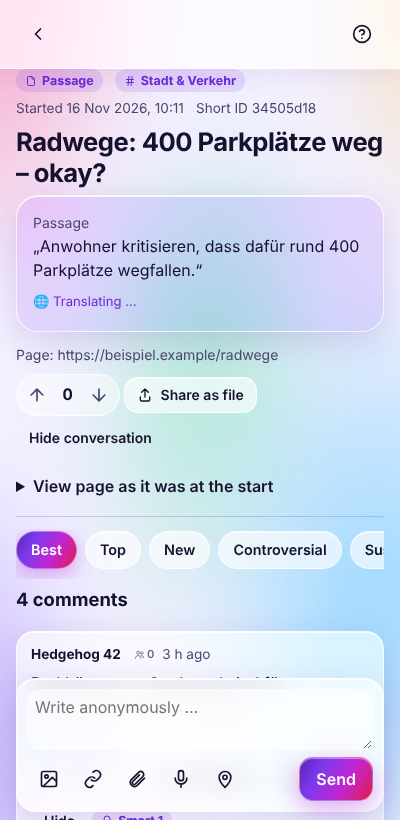 Passage
# Stadt & Verkehr
Started 16 Nov 2026, 10:11 Short ID 34505d18
Radwege: 400 Parkplätze weg
– okay?
Passage
„Anwohner kritisieren, dass dafür rund 400
Parkplätze wegfallen.“
🌐 Translating ...
Page: https://beispiel.example/radwege
0
Share as file
Hide conversation
View page as it was at the start
Best Top New Controversial
4 comments
Hedgehog 42 0 3 h ago
Write anonymously ...
Send
Hide Smart 1